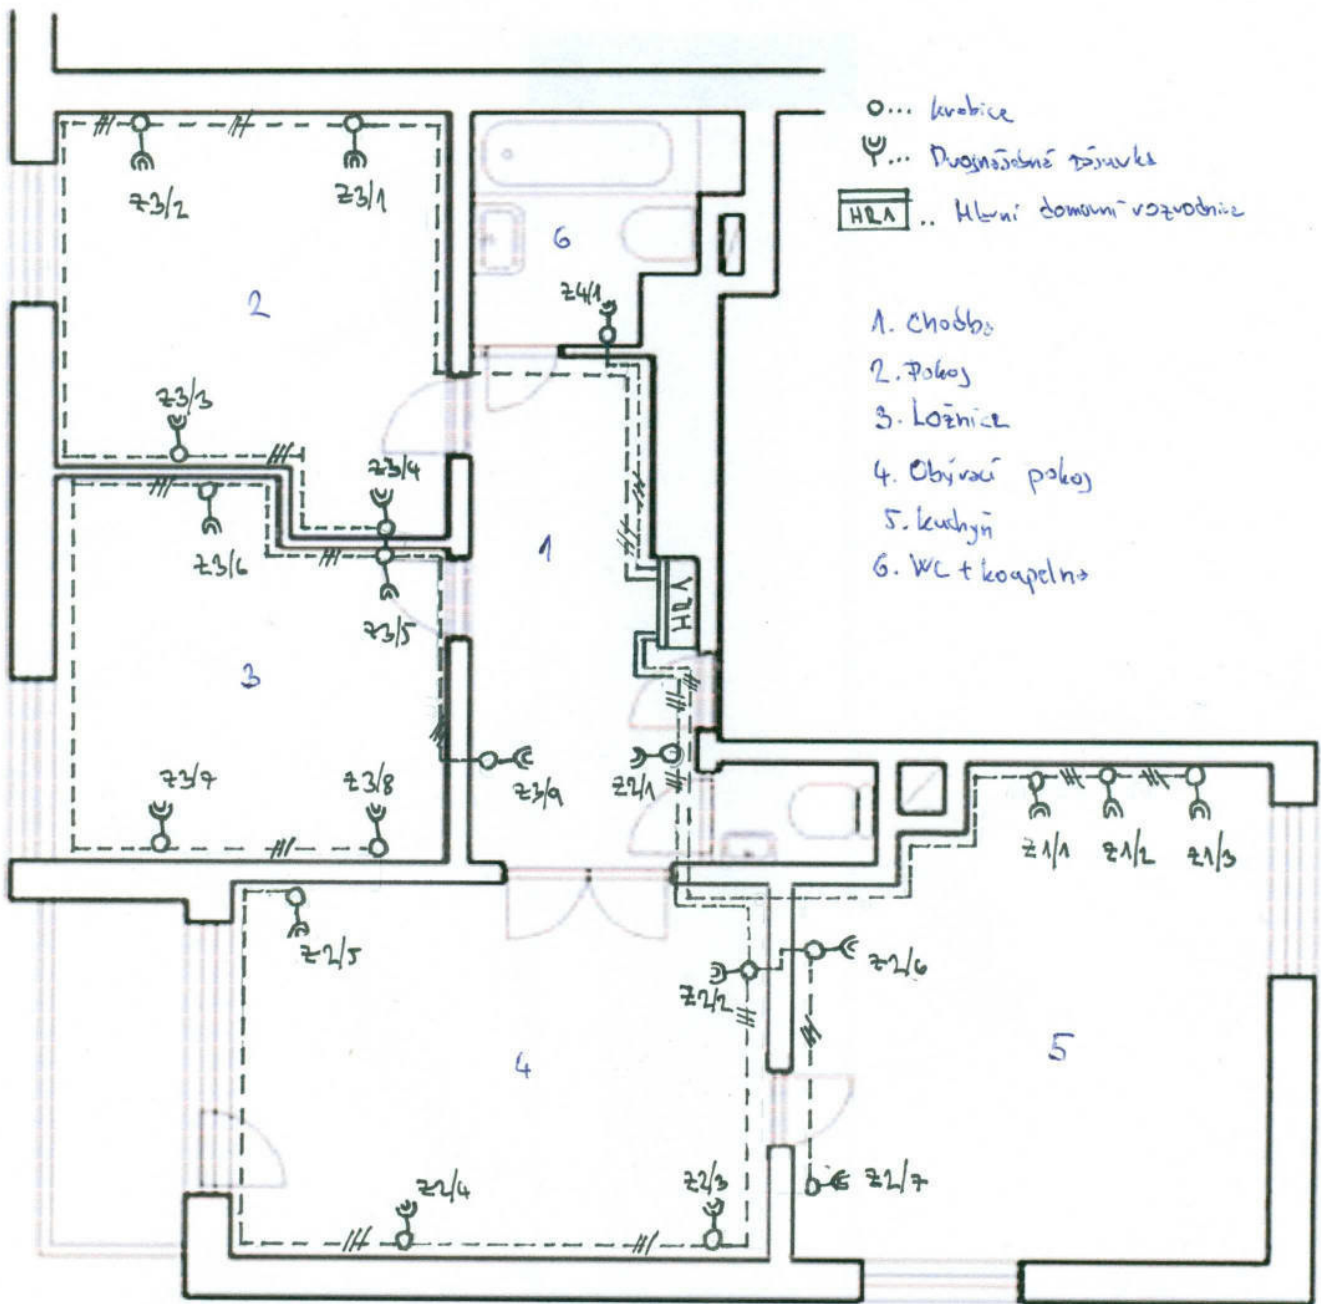 o... krabice
... Dvojnásobná zásuvka
HR1 .. Hlavní domovní rozvodnice
1. Chodba
2. Pokoj
3. Ložnice
4. Obývací pokoj
5. Kuchyň
6. WC + koupelna
Z3/2
Z3/1
6
Z4/1
2
Z3/3
Z3/4
Z3/6
1
HR1
Z3/5
3
Z3/7
Z3/8
Z3/9
Z2/1
Z1/1
Z1/2
Z1/3
Z2/5
Z2/2
Z2/6
4
5
Z2/4
Z2/3
Z2/7